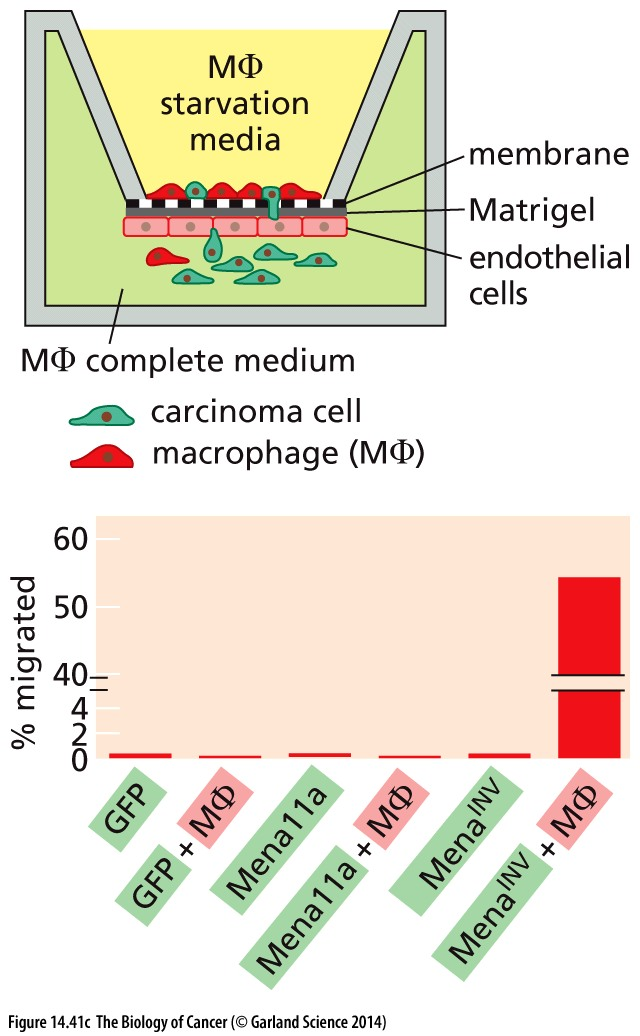 MΦ
starvation
media
membrane
Matrigel
endothelial
cells
MΦ complete medium
carcinoma cell
macrophage (MΦ)
% migrated
60
50
40
4
2
0
GFP
GFP + MΦ
Mena11a
Mena11a + MΦ
Mena^INV
Mena^INV + MΦ
Figure 14.41c The Biology of Cancer (© Garland Science 2014)